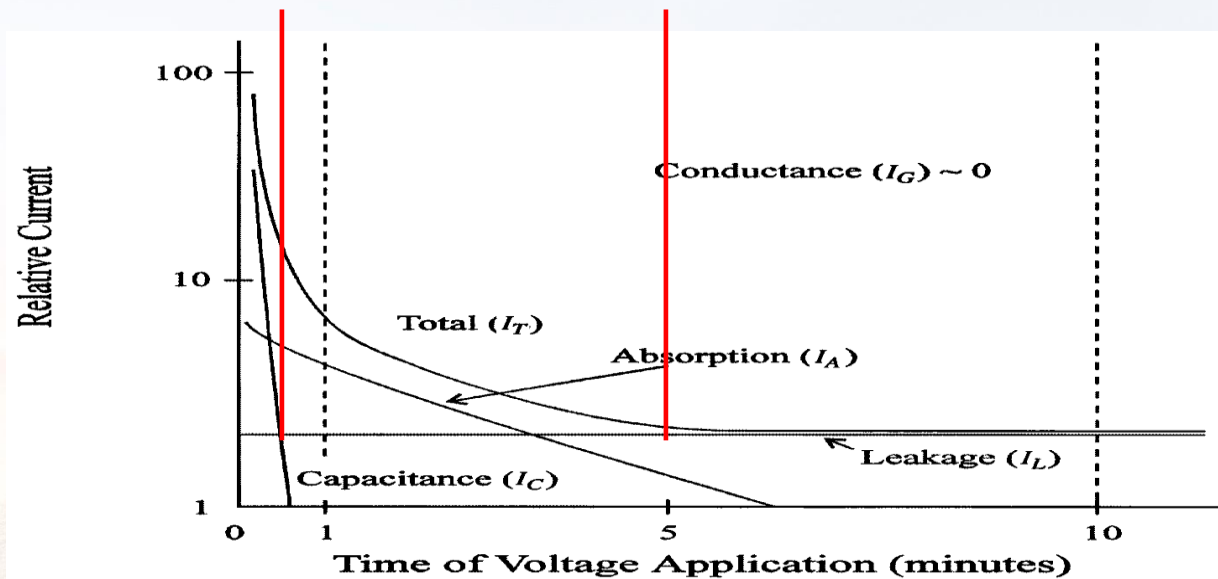 100
Relative Current
Conductance (I_G) ~ 0
10
Total (I_T)
Absorption (I_A)
Leakage (I_L)
Capacitance (I_C)
1
0 1 5 10
Time of Voltage Application (minutes)